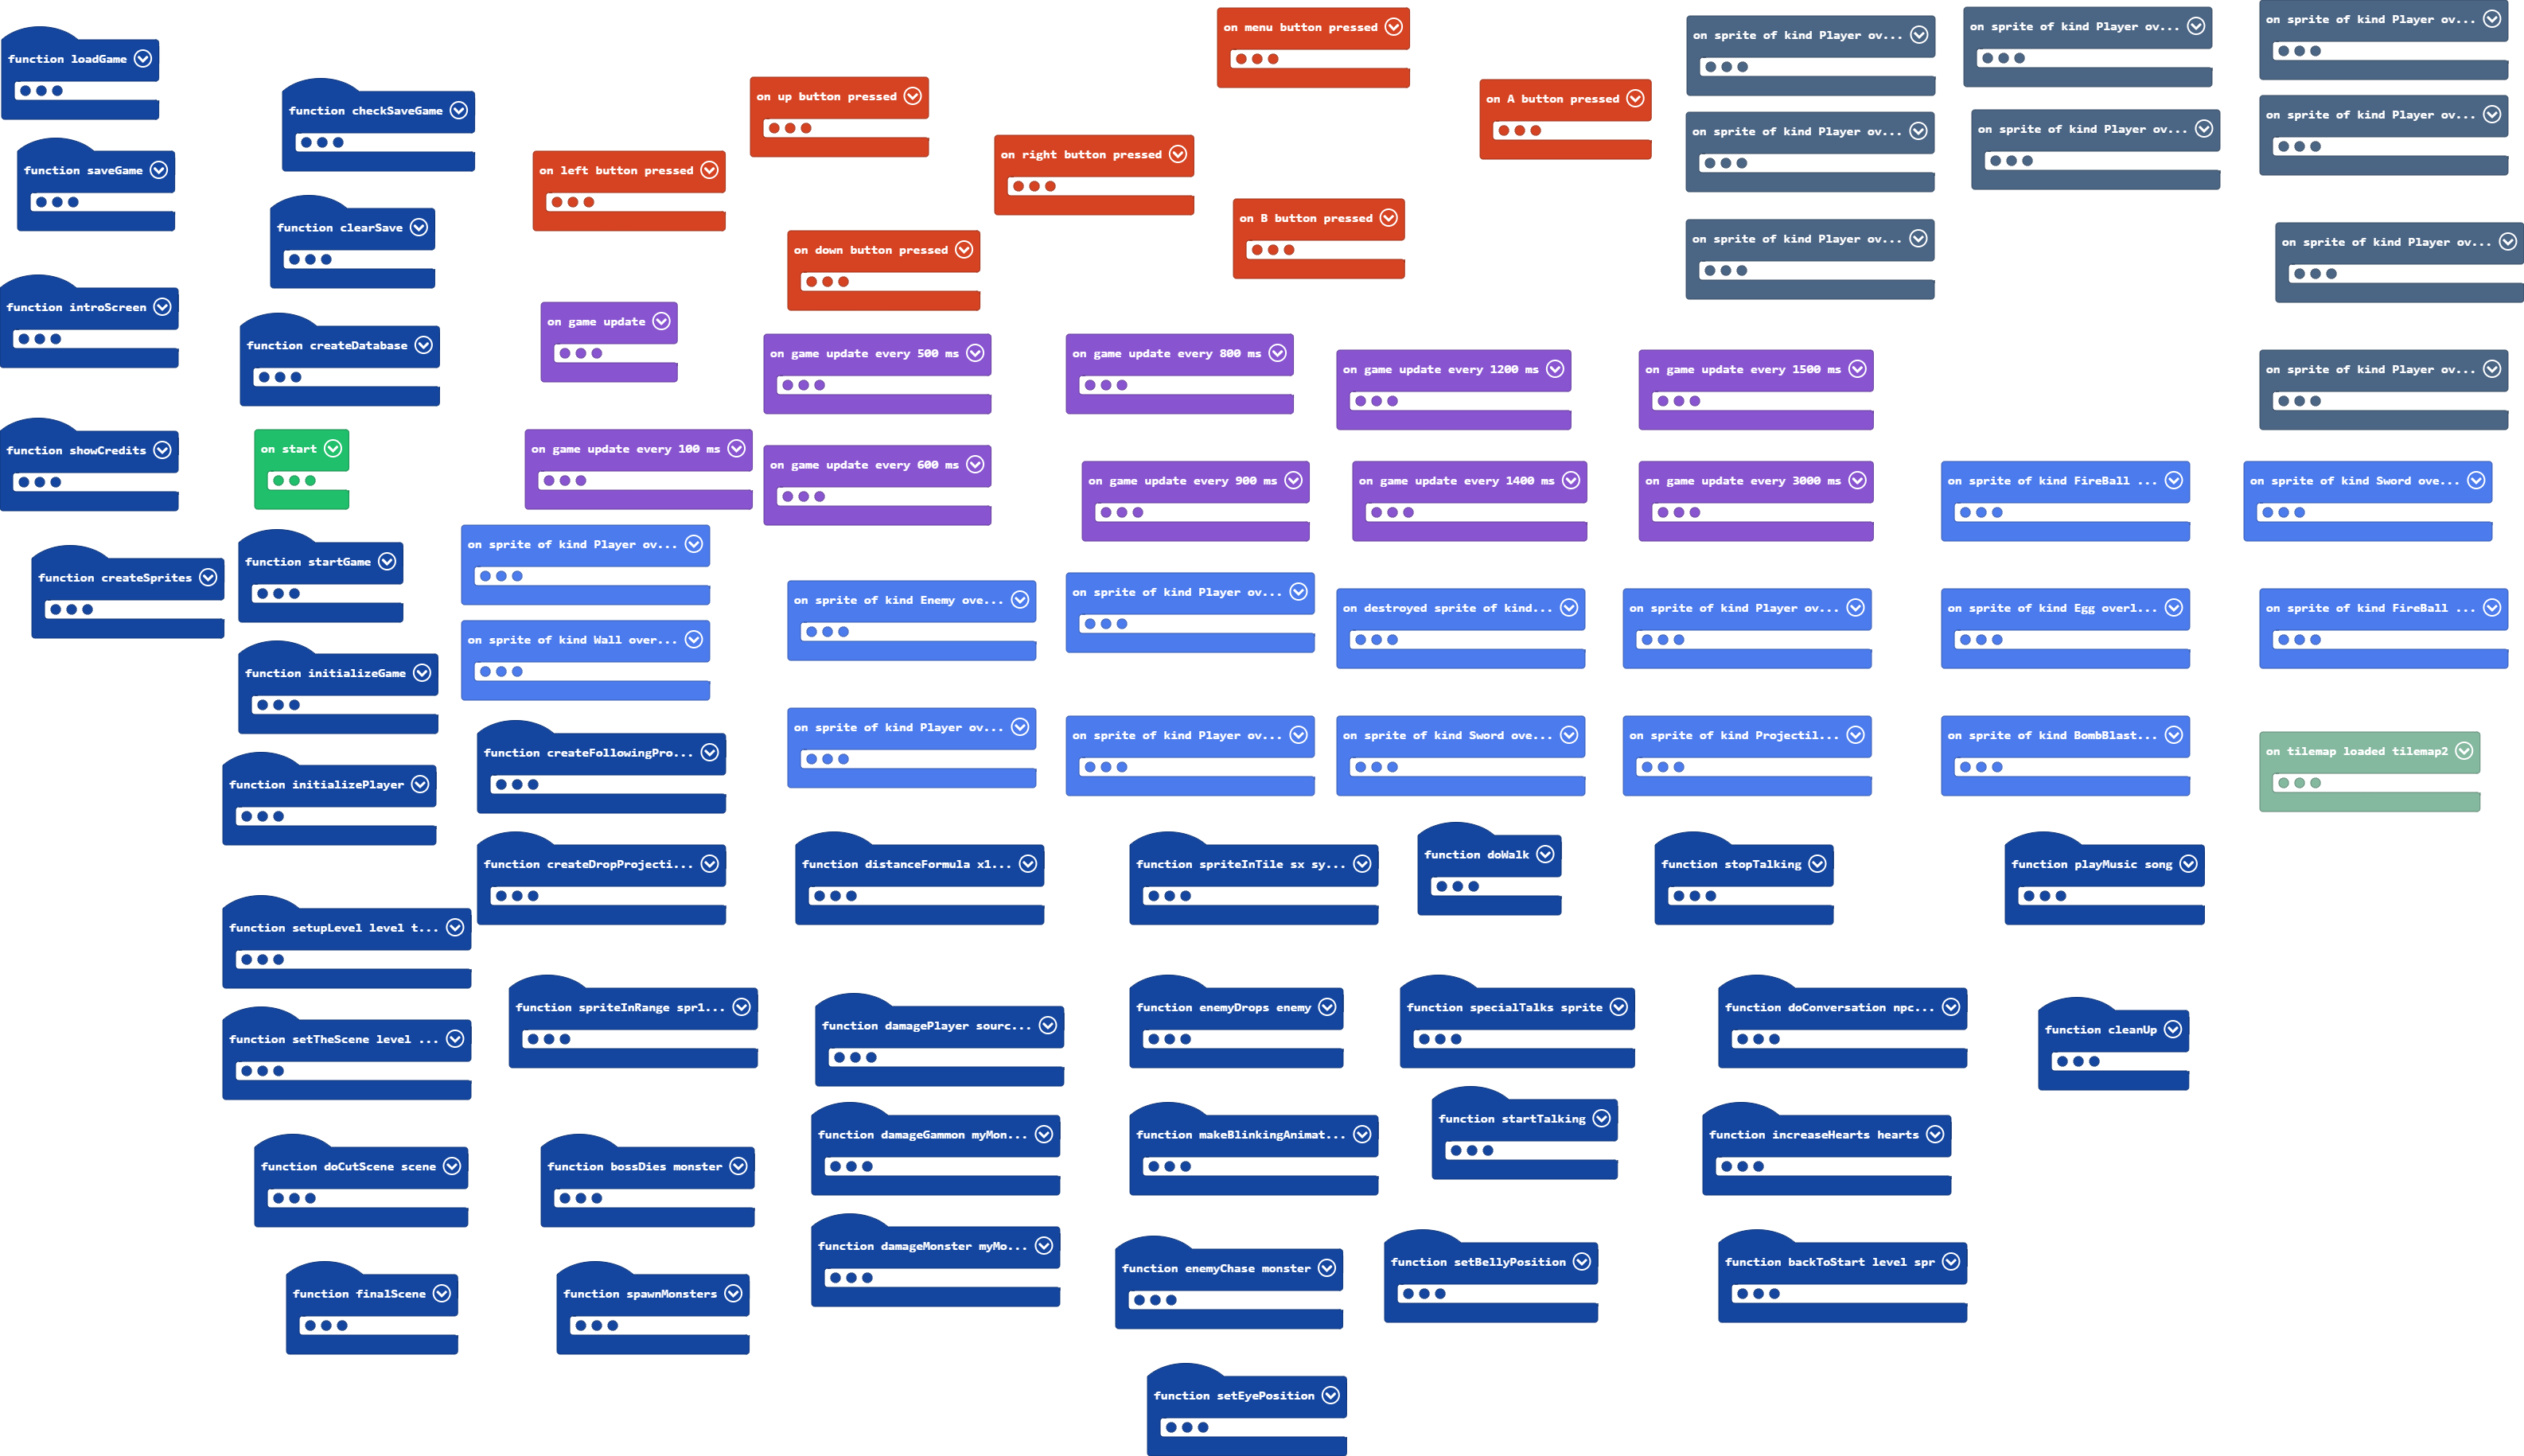 function loadGame
function saveGame
function introScreen
function showCredits
function createSprites
function checkSaveGame
function clearSave
function createDatabase
on start
function startGame
function initializeGame
function initializePlayer
function setupLevel level t...
function setTheScene level ...
function doCutScene scene
function finalScene
on left button pressed
on up button pressed
on down button pressed
on right button pressed
on menu button pressed
on B button pressed
on A button pressed
on sprite of kind Player ov...
on sprite of kind Player ov...
on sprite of kind Player ov...
on sprite of kind Player ov...
on sprite of kind Player ov...
on sprite of kind Player ov...
on sprite of kind Player ov...
on sprite of kind Player ov...
on sprite of kind Player ov...
on game update
on game update every 100 ms
on game update every 500 ms
on game update every 600 ms
on game update every 800 ms
on game update every 900 ms
on game update every 1200 ms
on game update every 1400 ms
on game update every 1500 ms
on game update every 3000 ms
on sprite of kind FireBall ...
on sprite of kind Sword ove...
on sprite of kind Player ov...
on sprite of kind Wall over...
on sprite of kind Enemy ove...
on sprite of kind Player ov...
on sprite of kind Player ov...
on sprite of kind Player ov...
on destroyed sprite of kind...
on sprite of kind Sword ove...
on sprite of kind Player ov...
on sprite of kind Projectil...
on sprite of kind Egg overl...
on sprite of kind BombBlast...
on sprite of kind FireBall ...
on tilemap loaded tilemap2
function createFollowingPro...
function createDropProjecti...
function spriteInRange spr1...
function bossDies monster
function spawnMonsters
function distanceFormula x1...
function damagePlayer sourc...
function damageGammon myMon...
function damageMonster myMo...
function spriteInTile sx sy...
function enemyDrops enemy
function makeBlinkingAnimat...
function enemyChase monster
function setEyePosition
function doWalk
function specialTalks sprite
function startTalking
function setBellyPosition
function stopTalking
function doConversation npc...
function increaseHearts hearts
function backToStart level spr
function playMusic song
function cleanUp